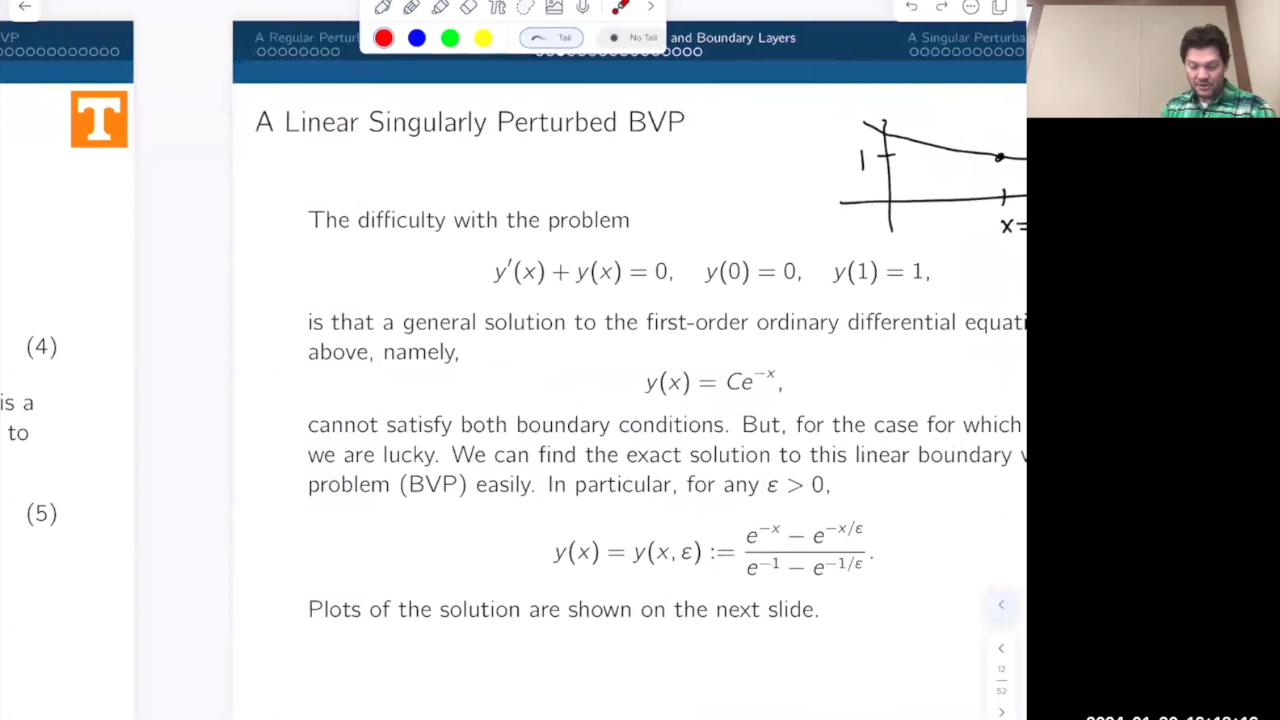 VP
A Regular Pertur
Tail
No Tail
and Boundary Layers
A Singular Perturba
T
A Linear Singularly Perturbed BVP
1
x=
The difficulty with the problem
y′(x) + y(x) = 0, y(0) = 0, y(1) = 1,
is that a general solution to the first-order ordinary differential equati
above, namely,
y(x) = Ce^{−x},
cannot satisfy both boundary conditions. But, for the case for which
we are lucky. We can find the exact solution to this linear boundary v
problem (BVP) easily. In particular, for any ε > 0,
y(x) = y(x, ε) := (e^{−x} − e^{−x/ε}) / (e^{−1} − e^{−1/ε}).
Plots of the solution are shown on the next slide.
(4)
is a
to
(5)
12
52